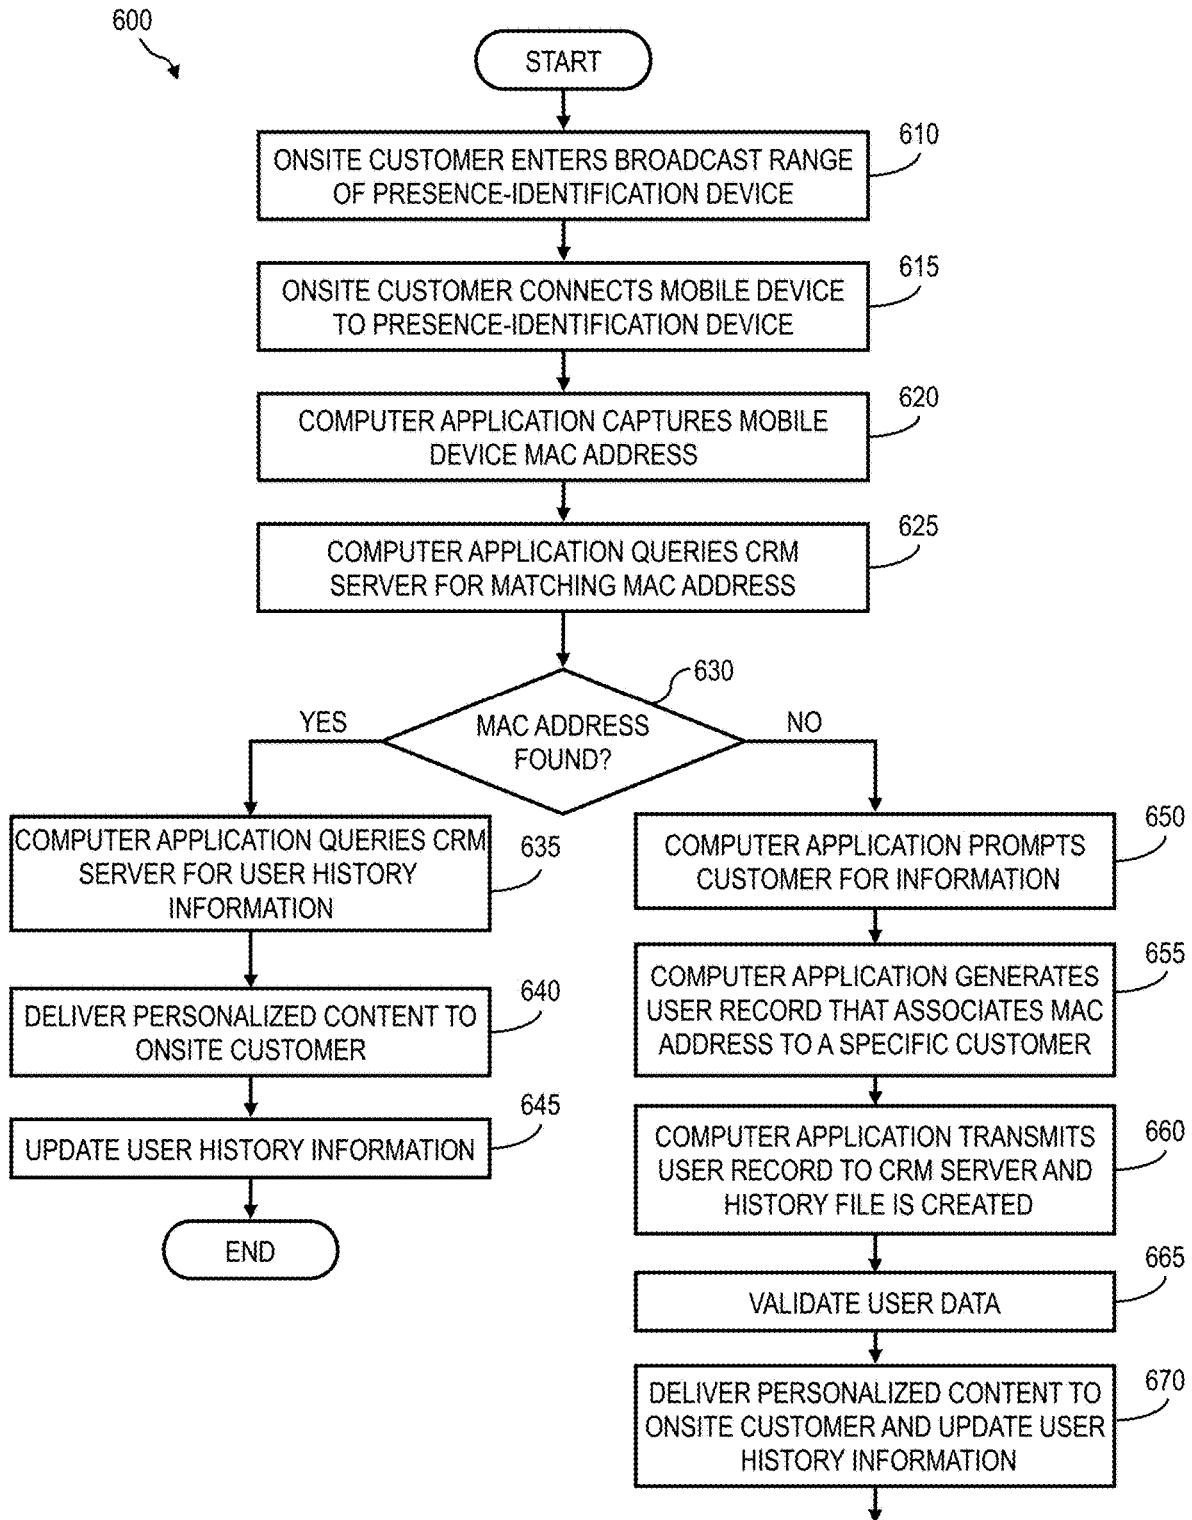 600
START
610
ONSITE CUSTOMER ENTERS BROADCAST RANGE
OF PRESENCE-IDENTIFICATION DEVICE
615
ONSITE CUSTOMER CONNECTS MOBILE DEVICE
TO PRESENCE-IDENTIFICATION DEVICE
620
COMPUTER APPLICATION CAPTURES MOBILE
DEVICE MAC ADDRESS
625
COMPUTER APPLICATION QUERIES CRM
SERVER FOR MATCHING MAC ADDRESS
630
MAC ADDRESS
FOUND?
YES
COMPUTER APPLICATION QUERIES CRM
SERVER FOR USER HISTORY
INFORMATION
635
DELIVER PERSONALIZED CONTENT TO
ONSITE CUSTOMER
640
UPDATE USER HISTORY INFORMATION
645
END
NO
COMPUTER APPLICATION PROMPTS
CUSTOMER FOR INFORMATION
650
COMPUTER APPLICATION GENERATES
USER RECORD THAT ASSOCIATES MAC
ADDRESS TO A SPECIFIC CUSTOMER
655
COMPUTER APPLICATION TRANSMITS
USER RECORD TO CRM SERVER AND
HISTORY FILE IS CREATED
660
VALIDATE USER DATA
665
DELIVER PERSONALIZED CONTENT TO
ONSITE CUSTOMER AND UPDATE USER
HISTORY INFORMATION
670